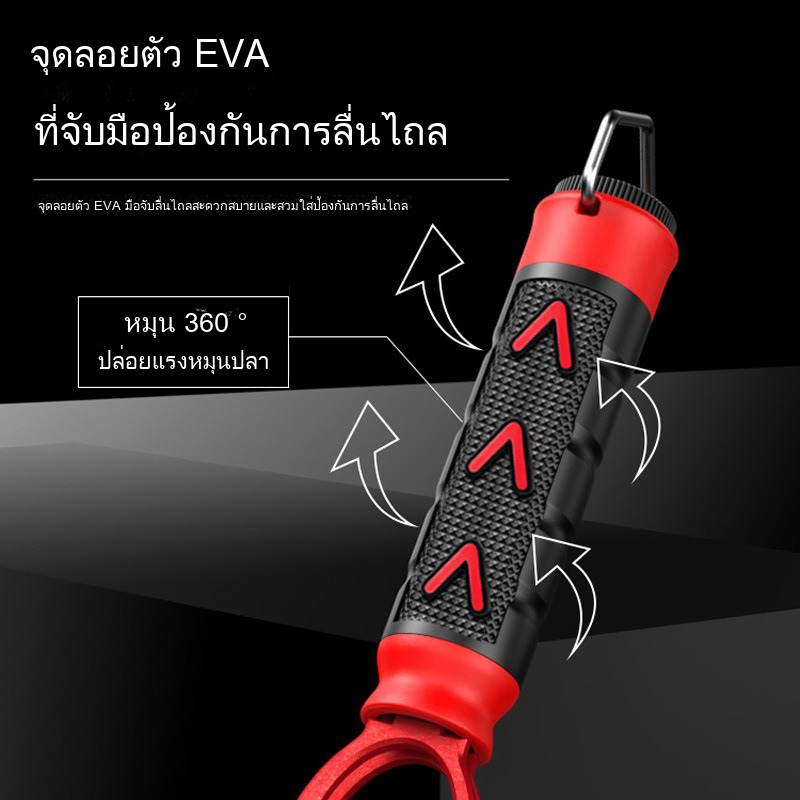 จุดลอยตัว EVA
ที่จับมือป้องกันการลื่นไถล
จุดลอยตัว EVA มือจับลื่นไถลสะดวกสบายและสวมใส่ป้องกันการลื่นไถล
หมุน 360 °
ปล่อยแรงหมุนปลา